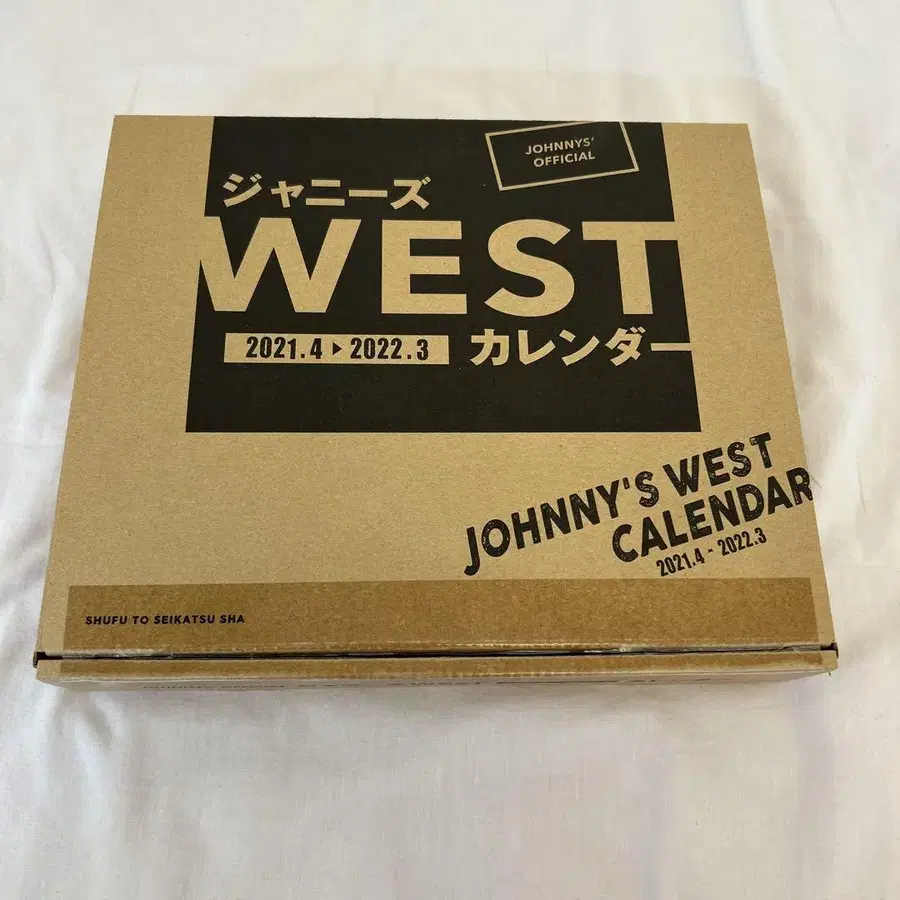 JOHNNYS'
OFFICIAL
ジャニーズ
WEST
2021.4 ▶ 2022.3 カレンダー
JOHNNY'S WEST
CALENDAR
2021.4 - 2022.3
SHUFU TO SEIKATSU SHA